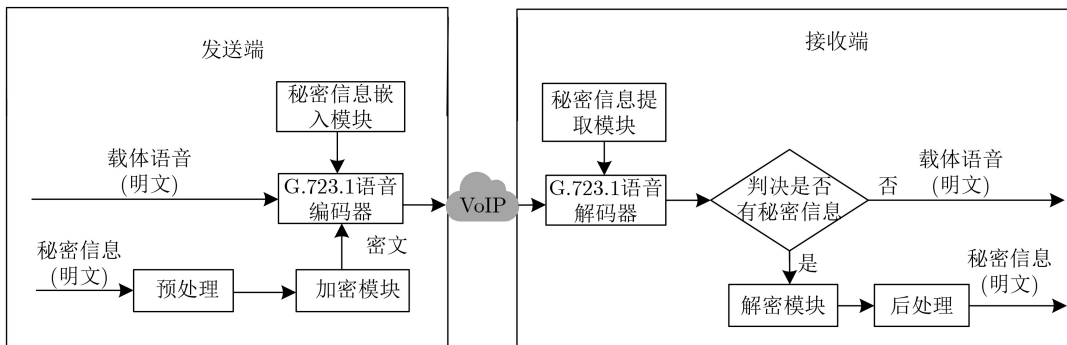 发送端
秘密信息嵌
入模块
载体语音
(明文)
G.723.1语音
编码器
秘密信息
(明文)
预处理
加密模块
密文
VoIP
接收端
秘密信息提
取模块
G.723.1语音
解码器
判决是否
有秘密信息
否
载体语音
(明文)
是
解密模块
后处理
秘密信息
(明文)